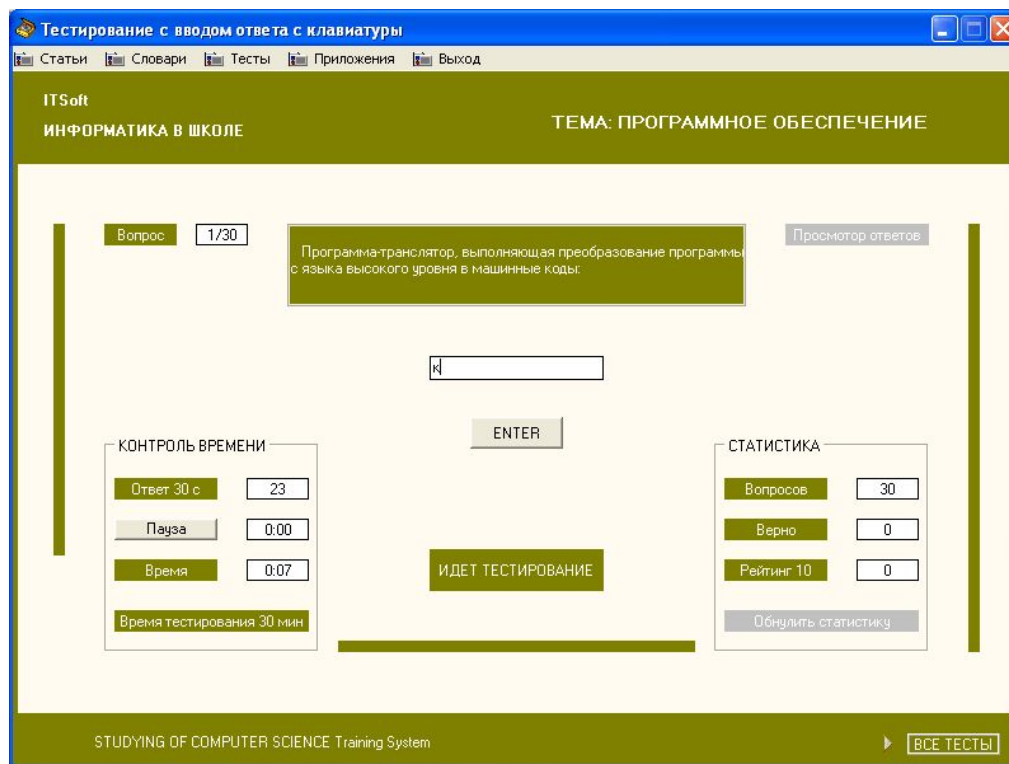 Тестирование с вводом ответа с клавиатуры
Статьи Словари Тесты Приложения Выход
ITSoft
ИНФОРМАТИКА В ШКОЛЕ
ТЕМА: ПРОГРАММНОЕ ОБЕСПЕЧЕНИЕ
Вопрос 1/30
Программа-транслятор, выполняющая преобразование программы
с языка высокого уровня в машинные коды:
Просмотор ответов
к
ENTER
КОНТРОЛЬ ВРЕМЕНИ
Ответ 30 с 23
Пауза 0:00
Время 0:07
Время тестирования 30 мин
ИДЕТ ТЕСТИРОВАНИЕ
СТАТИСТИКА
Вопросов 30
Верно 0
Рейтинг 10 0
Обнулить статистику
STUDYING OF COMPUTER SCIENCE Training System
ВСЕ ТЕСТЫ